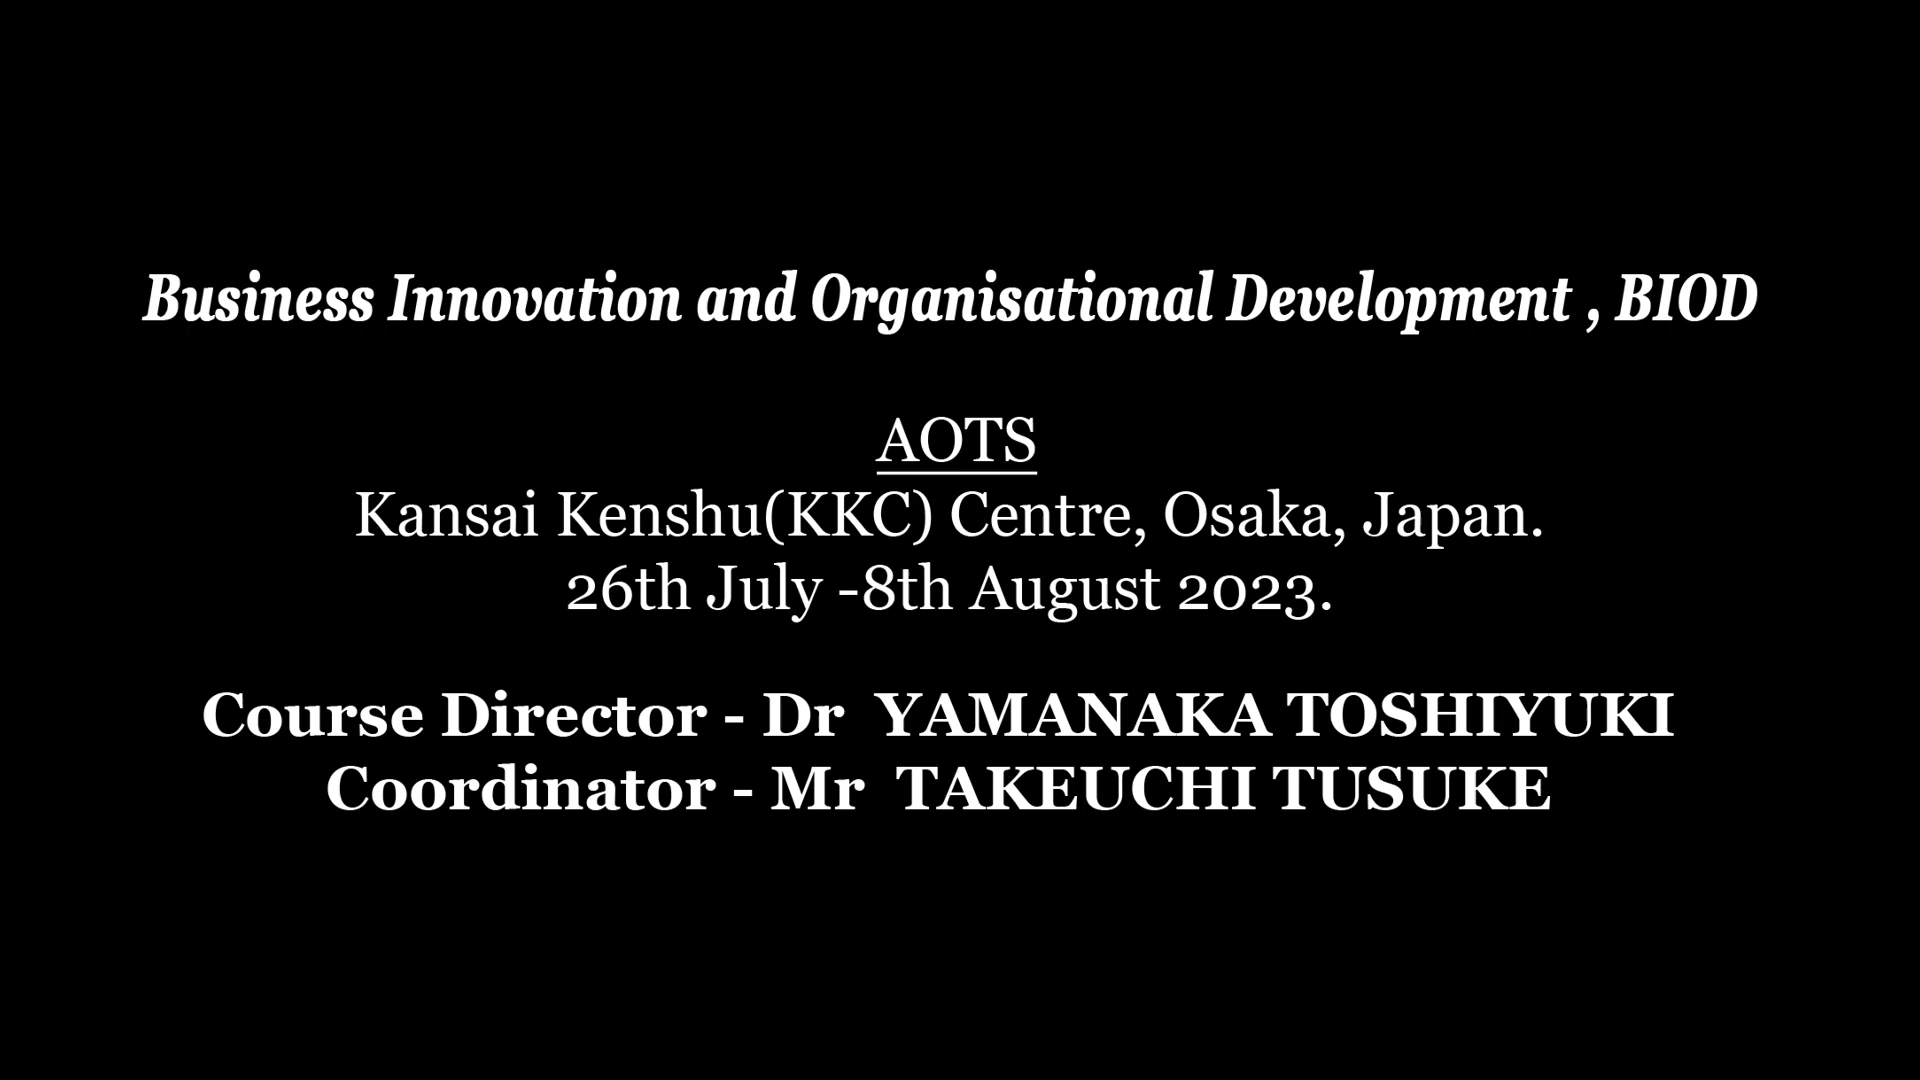 Business Innovation and Organisational Development , BIOD
AOTS
Kansai Kenshu(KKC) Centre, Osaka, Japan.
26th July -8th August 2023.
Course Director - Dr  YAMANAKA TOSHIYUKI
Coordinator - Mr  TAKEUCHI TUSUKE